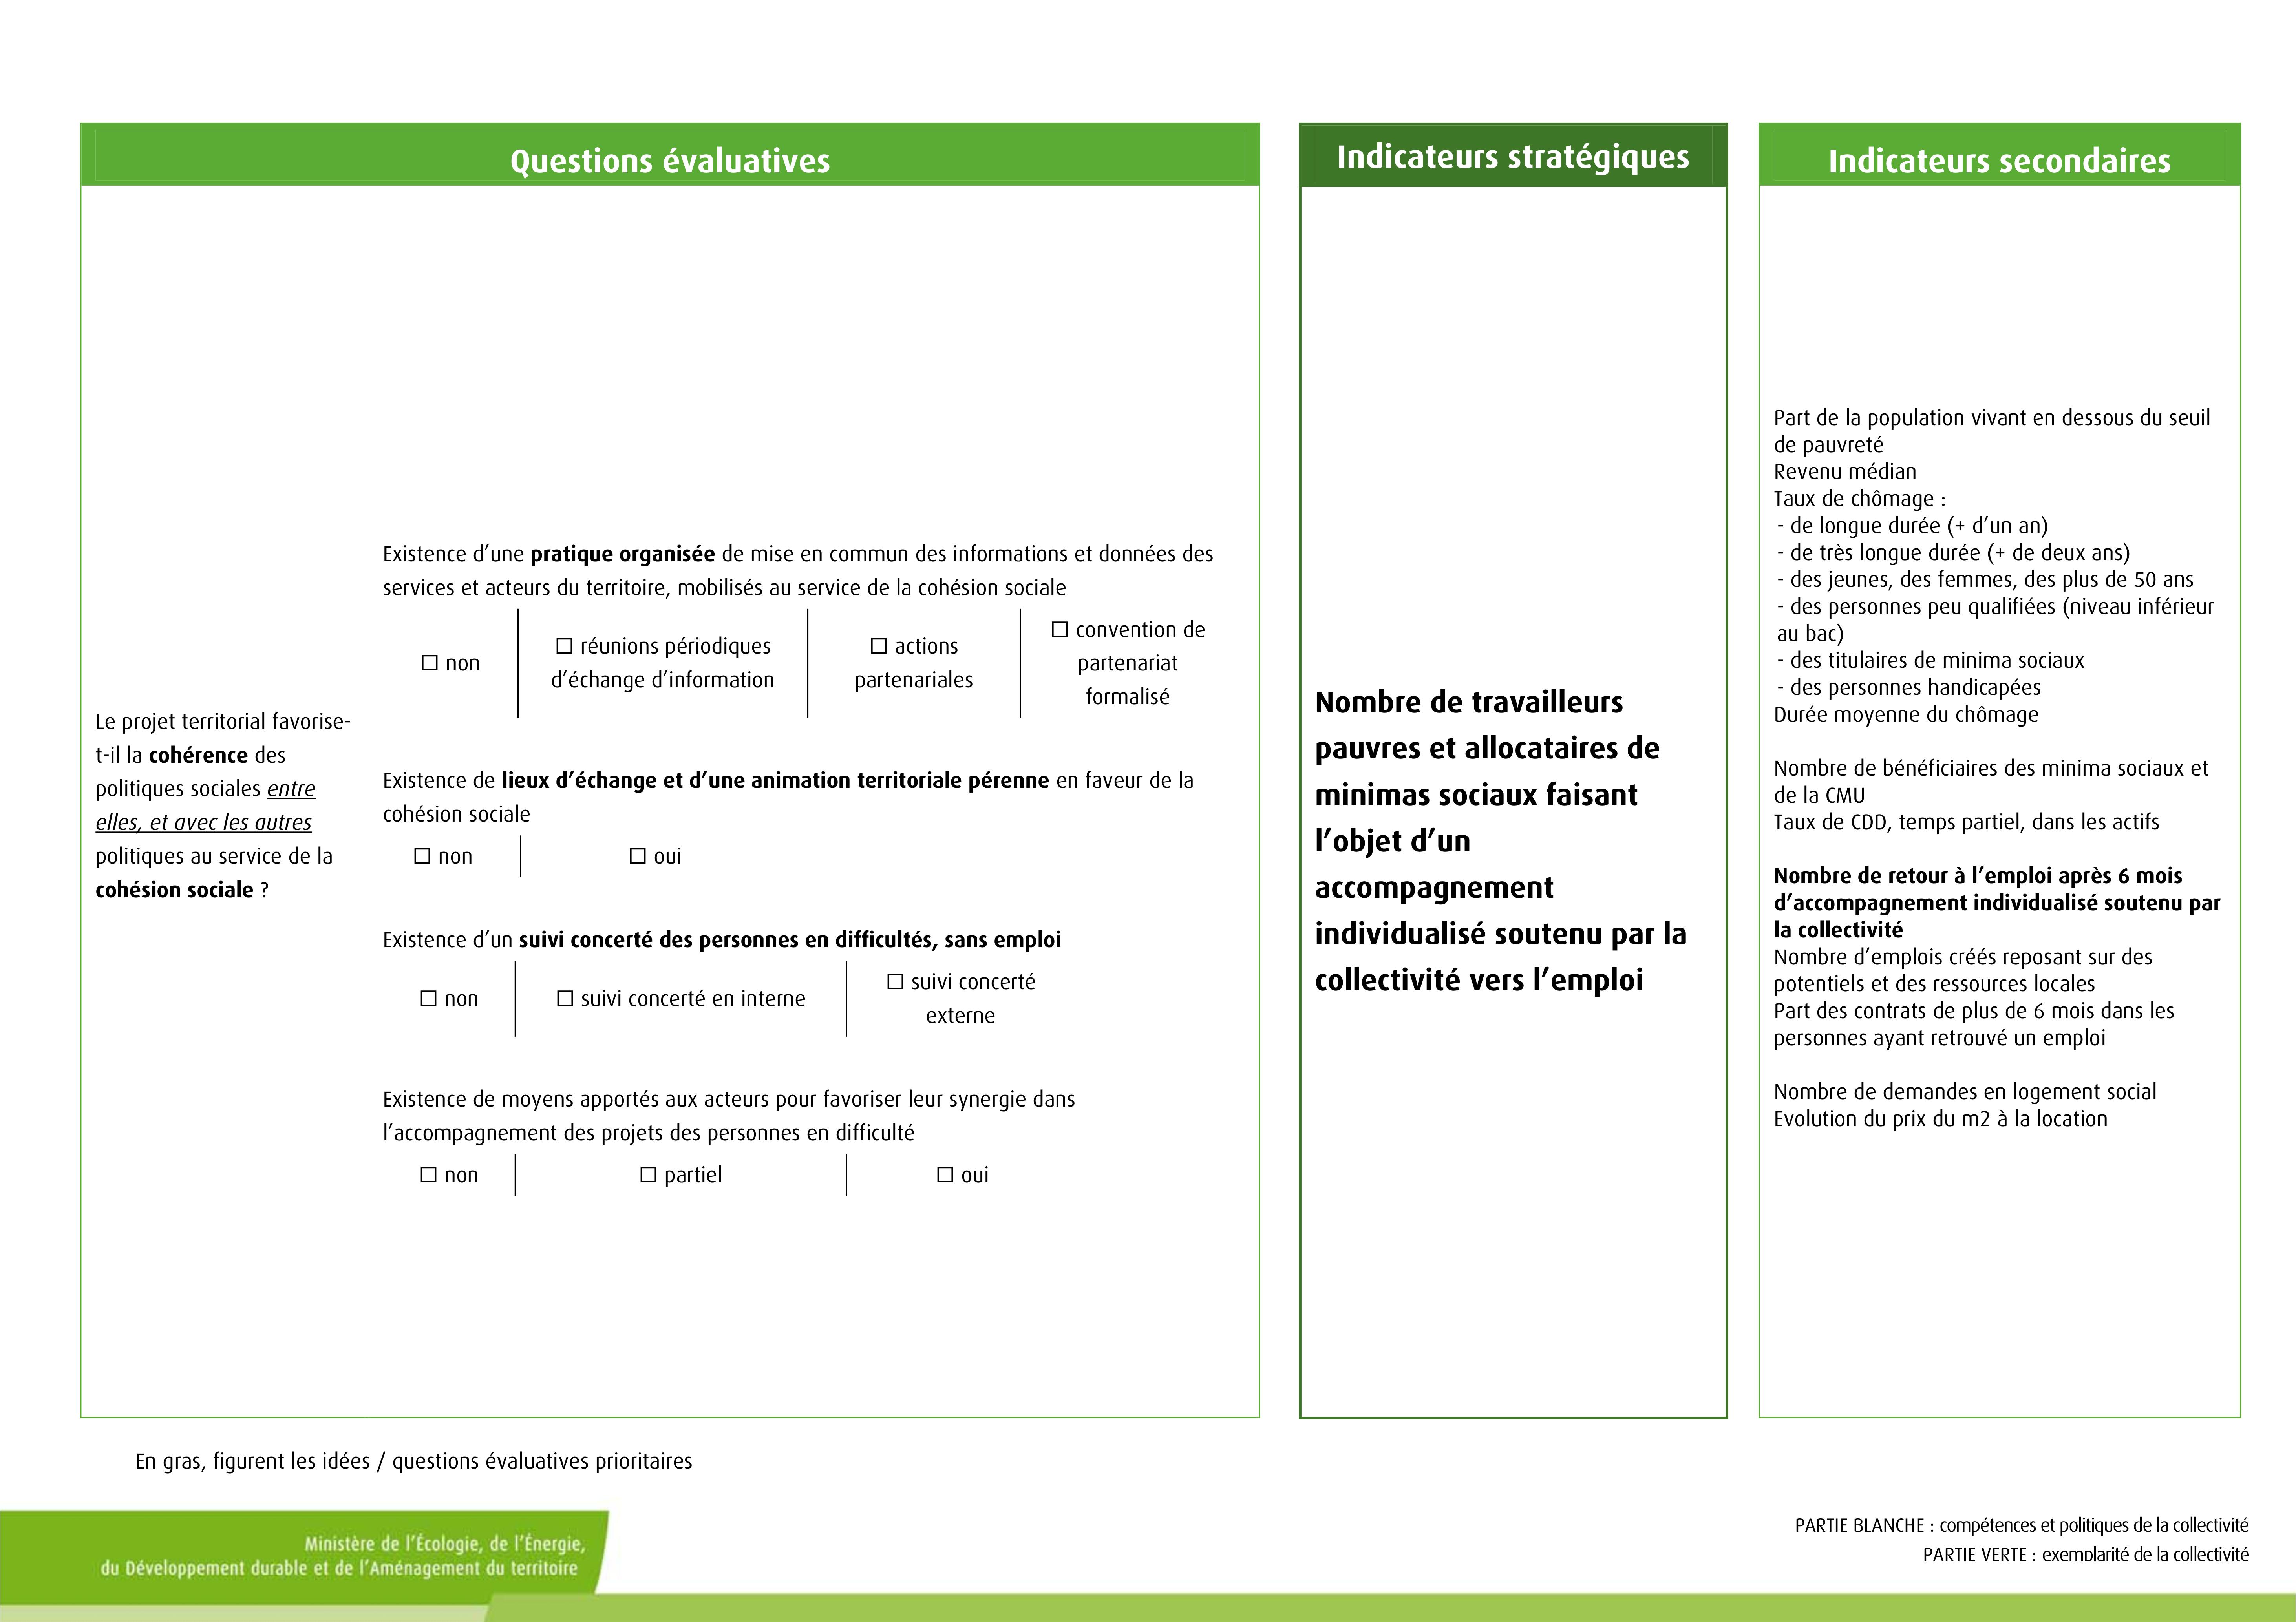 Questions évaluatives
Le projet territorial favorise-
t-il la cohérence des
politiques sociales entre
elles, et avec les autres
politiques au service de la
cohésion sociale ?
Existence d’une pratique organisée de mise en commun des informations et données des
services et acteurs du territoire, mobilisés au service de la cohésion sociale
☐ non
☐ réunions périodiques
d’échange d’information
☐ actions
partenariales
☐ convention de
partenariat
formalisé
Existence de lieux d’échange et d’une animation territoriale pérenne en faveur de la
cohésion sociale
☐ non
☐ oui
Existence d’un suivi concerté des personnes en difficultés, sans emploi
☐ non
☐ suivi concerté en interne
☐ suivi concerté
externe
Existence de moyens apportés aux acteurs pour favoriser leur synergie dans
l’accompagnement des projets des personnes en difficulté
☐ non
☐ partiel
☐ oui
Indicateurs stratégiques
Nombre de travailleurs
pauvres et allocataires de
minimas sociaux faisant
l’objet d’un
accompagnement
individualisé soutenu par la
collectivité vers l’emploi
Indicateurs secondaires
Part de la population vivant en dessous du seuil
de pauvreté
Revenu médian
Taux de chômage :
- de longue durée (+ d’un an)
- de très longue durée (+ de deux ans)
- des jeunes, des femmes, des plus de 50 ans
- des personnes peu qualifiées (niveau inférieur
au bac)
- des titulaires de minima sociaux
- des personnes handicapées
Durée moyenne du chômage
Nombre de bénéficiaires des minima sociaux et
de la CMU
Taux de CDD, temps partiel, dans les actifs
Nombre de retour à l’emploi après 6 mois
d’accompagnement individualisé soutenu par
la collectivité
Nombre d’emplois créés reposant sur des
potentiels et des ressources locales
Part des contrats de plus de 6 mois dans les
personnes ayant retrouvé un emploi
Nombre de demandes en logement social
Evolution du prix du m2 à la location
En gras, figurent les idées / questions évaluatives prioritaires
Ministère de l’Écologie, de l’Énergie,
du Développement durable et de l’Aménagement du territoire
PARTIE BLANCHE : compétences et politiques de la collectivité
PARTIE VERTE : exemplarité de la collectivité